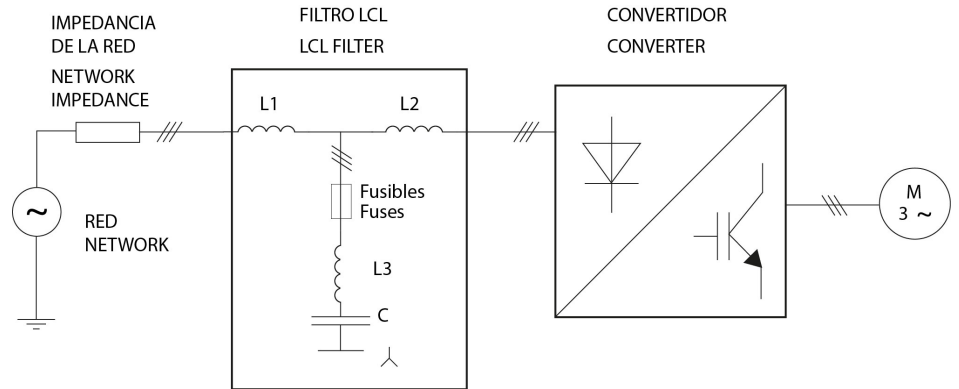 IMPEDANCIA
DE LA RED
NETWORK
IMPEDANCE
FILTRO LCL
LCL FILTER
CONVERTIDOR
CONVERTER
L1
L2
Fusibles
Fuses
L3
C
RED
NETWORK
~
M
3 ~